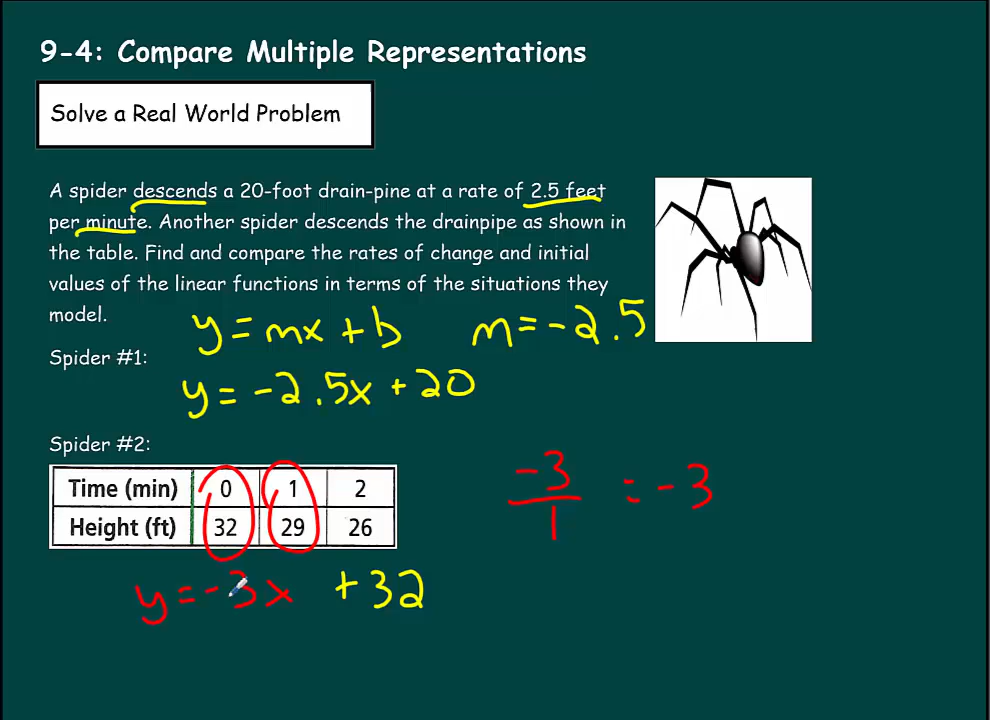 9-4: Compare Multiple Representations
Solve a Real World Problem
A spider descends a 20-foot drain-pine at a rate of 2.5 feet
per minute. Another spider descends the drainpipe as shown in
the table. Find and compare the rates of change and initial
values of the linear functions in terms of the situations they
model.
y = mx + b m = -2.5
Spider #1:
y = -2.5x + 20
Spider #2:
Time (min) 0 1 2
Height (ft) 32 29 26
-3/1 = -3
y = -3x + 32